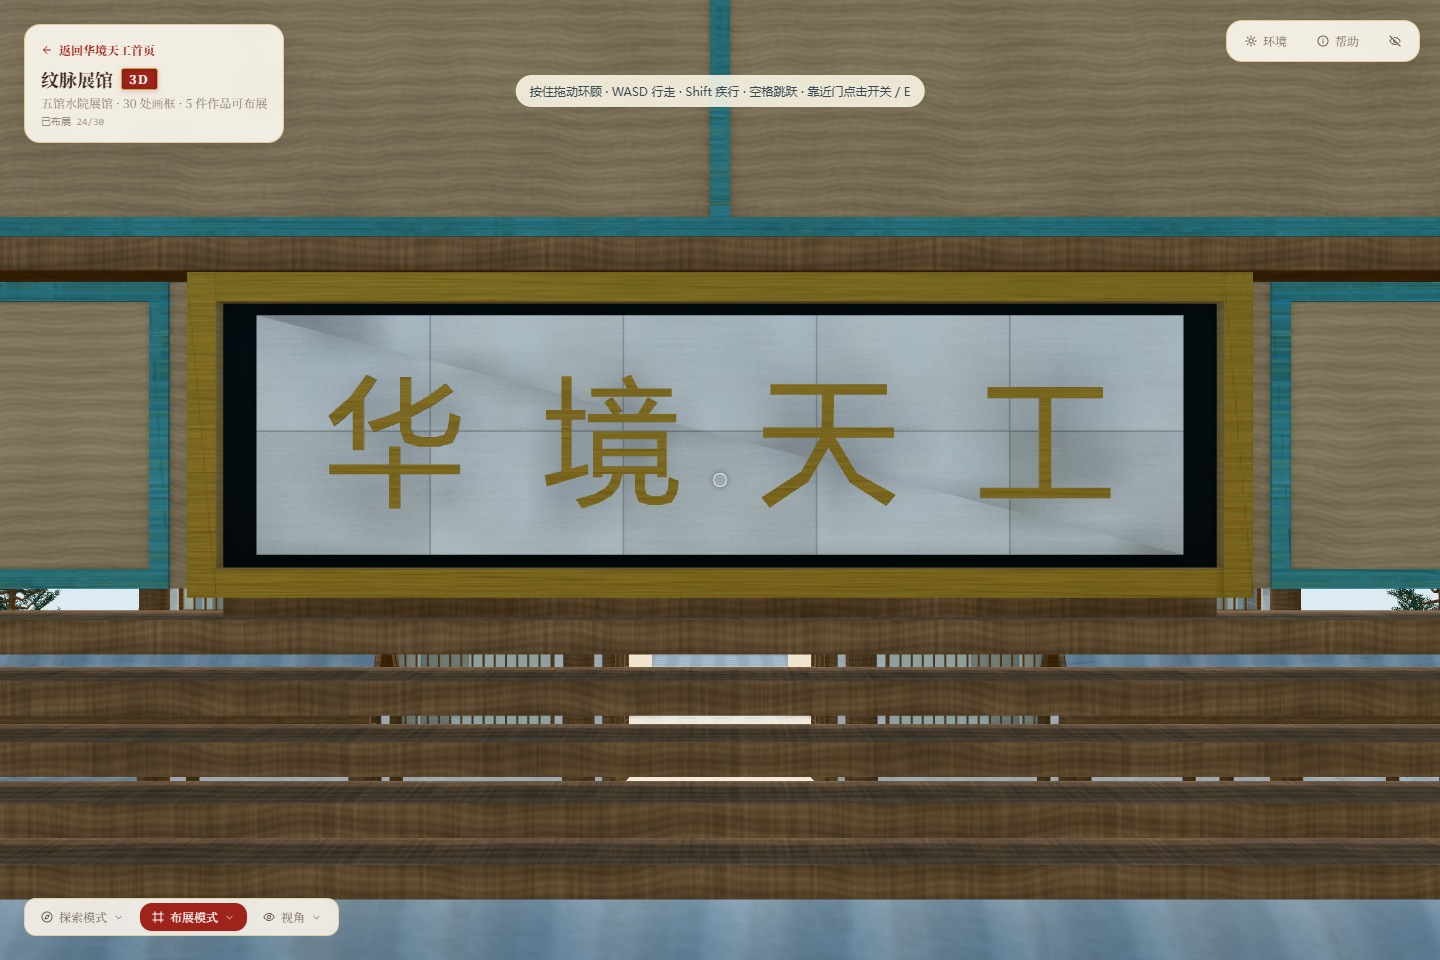 返回华境天工首页
纹脉展馆 3D
五馆水院展馆 · 30 处画框 · 5 件作品可布展
已布展 24/30
环境
帮助
按住拖动环顾 · WASD 行走 · Shift 疾行 · 空格跳跃 · 靠近门点击开关 / E
华境天工
探索模式
布展模式
视角